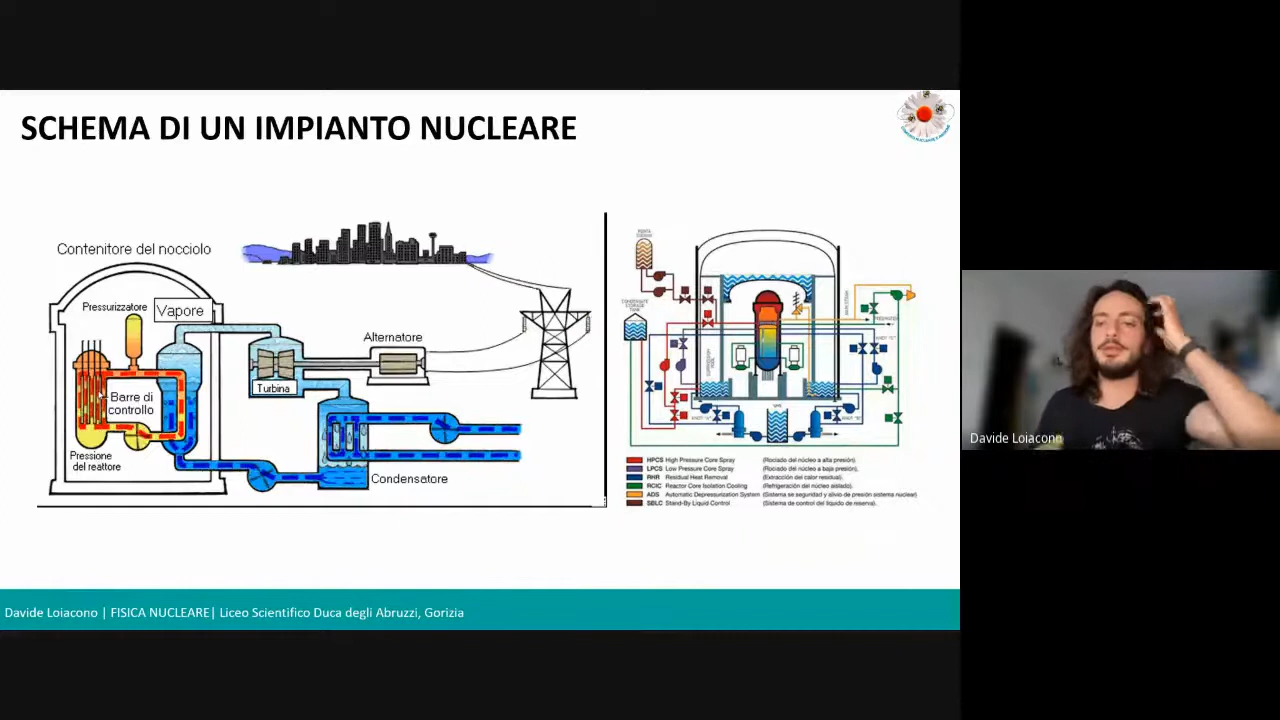 SCHEMA DI UN IMPIANTO NUCLEARE
Contenitore del nocciolo
Pressurizzatore
Vapore
Alternatore
Turbina
Barre di
controllo
Pressione
del reattore
Condensatore
HPCS High Pressure Core Spray (Rociado del núcleo a alta presión).
LPCS Low Pressure Core Spray (Rociado del núcleo a baja presión).
RHR Residual Heat Removal (Extracción del calor residual).
RCIC Reactor Core Isolation Cooling (Refrigeración del núcleo aislado).
ADS Automatic Depressurization System (Sistema se seguridad y alivio de presión sistema nuclear)
SBLC Stand-By Liquid Control (Sistema de control del líquido de reserva).
Davide Loiacono
Davide Loiacono | FISICA NUCLEARE| Liceo Scientifico Duca degli Abruzzi, Gorizia